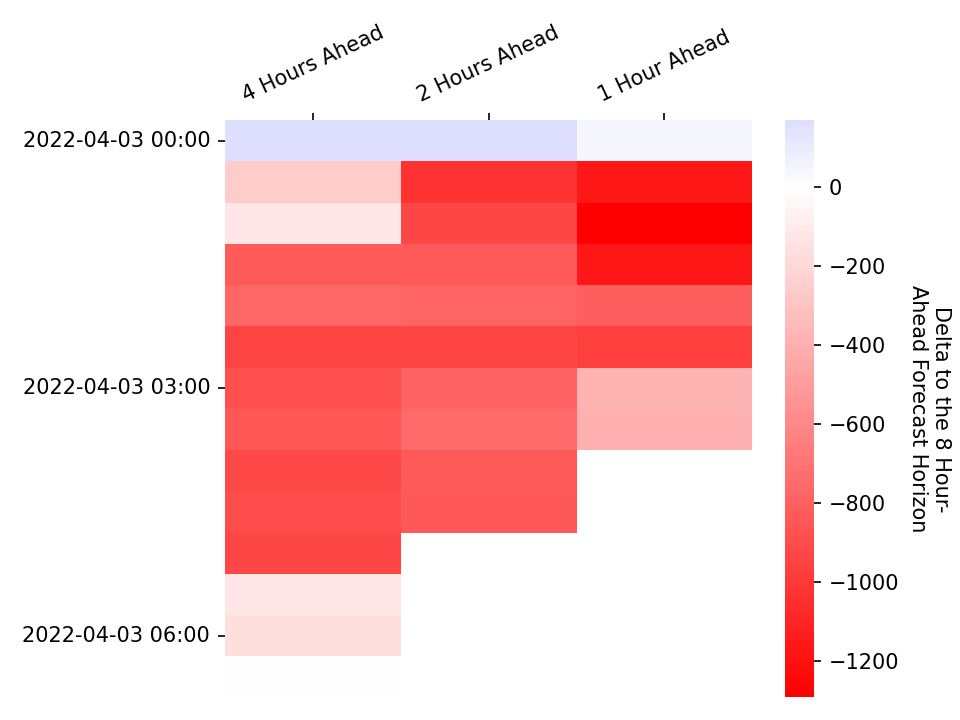 4 Hours Ahead
2 Hours Ahead
1 Hour Ahead
2022-04-03 00:00
2022-04-03 03:00
2022-04-03 06:00
0
−200
−400
−600
−800
−1000
−1200
Delta to the 8 Hour-
Ahead Forecast Horizon